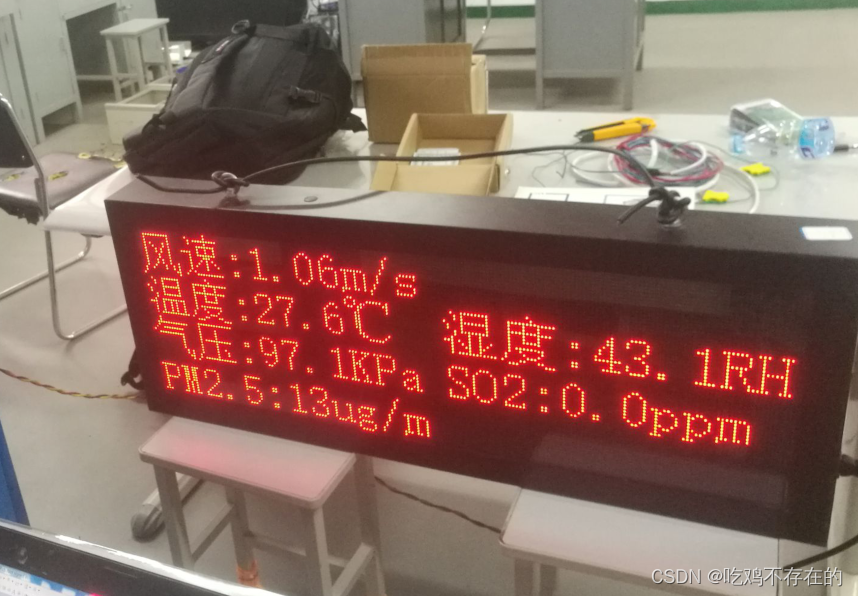 风速:1.06m/s
温度:27.6℃
湿度:43.1RH
气压:97.1KPa
PM2.5:13ug/m
SO2:0.0ppm
CSDN @吃鸡不存在的